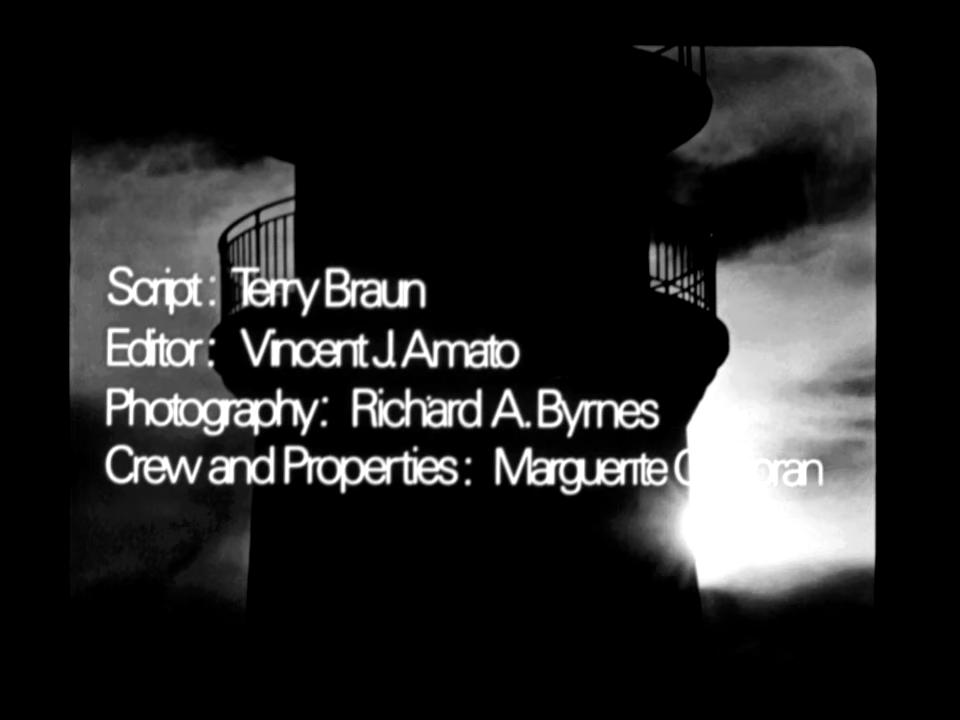 Script: Terry Braun
Editor: Vincent J. Amato
Photography: Richard A. Byrnes
Crew and Properties: Marguerite